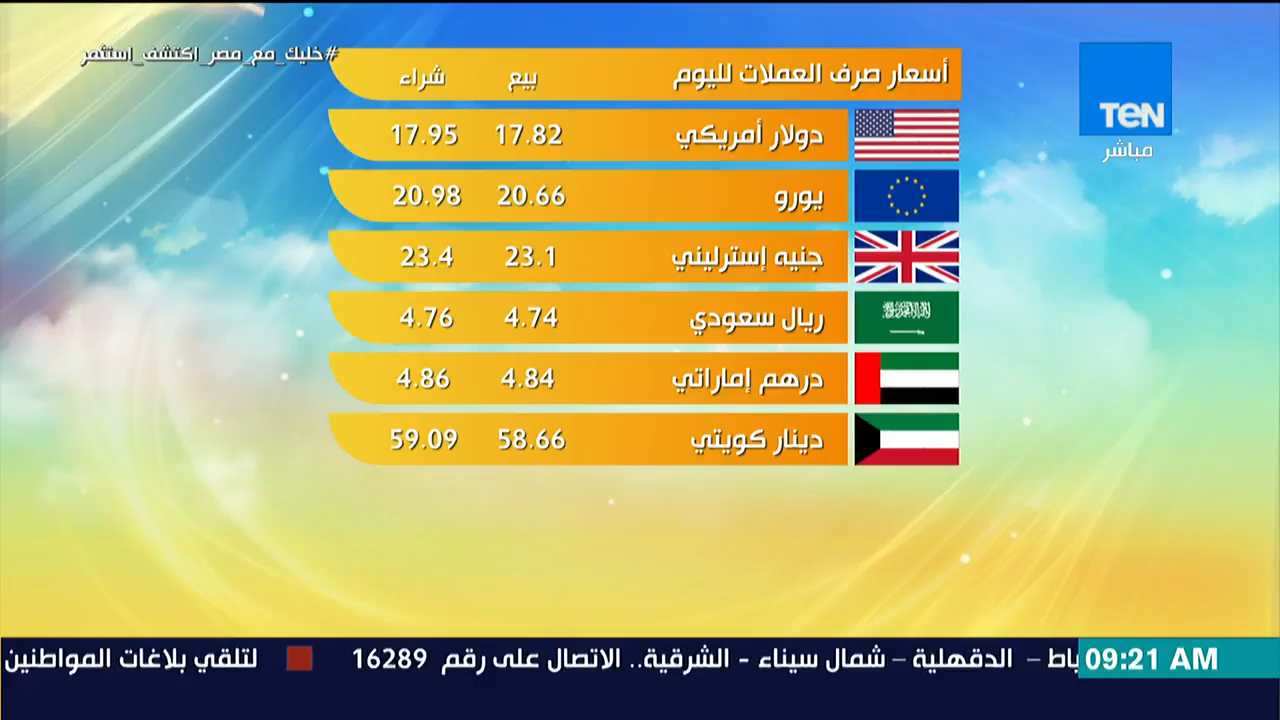 #خليك_مع_مصر_اكتشف_استثمر
أسعار صرف العملات لليوم بيع شراء
دولار أمريكي 17.82 17.95
يورو 20.66 20.98
جنيه إسترليني 23.1 23.4
ريال سعودي 4.74 4.76
درهم إماراتي 4.84 4.86
دينار كويتي 58.66 59.09
TEN
مباشر
09:21 AM
باط – الدقهلية – شمال سيناء - الشرقية.. الاتصال على رقم 16289 لتلقي بلاغات المواطنين